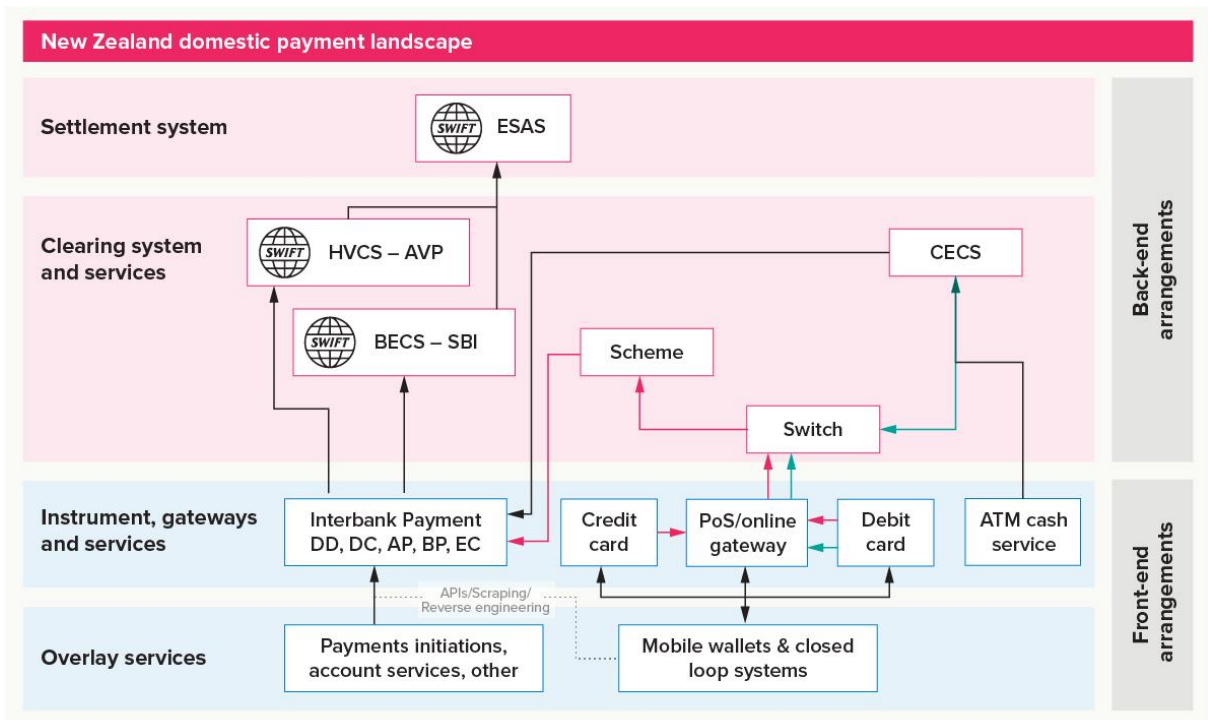 New Zealand domestic payment landscape
Settlement system
SWIFT
ESAS
Clearing system
and services
SWIFT
HVCS – AVP
CECS
SWIFT
BECS – SBI
Scheme
Switch
Back-end
arrangements
Instrument, gateways
and services
Interbank Payment
DD, DC, AP, BP, EC
Credit
card
PoS/online
gateway
Debit
card
ATM cash
service
APIs/Scraping/
Reverse engineering
Overlay services
Payments initiations,
account services, other
Mobile wallets & closed
loop systems
Front-end
arrangements